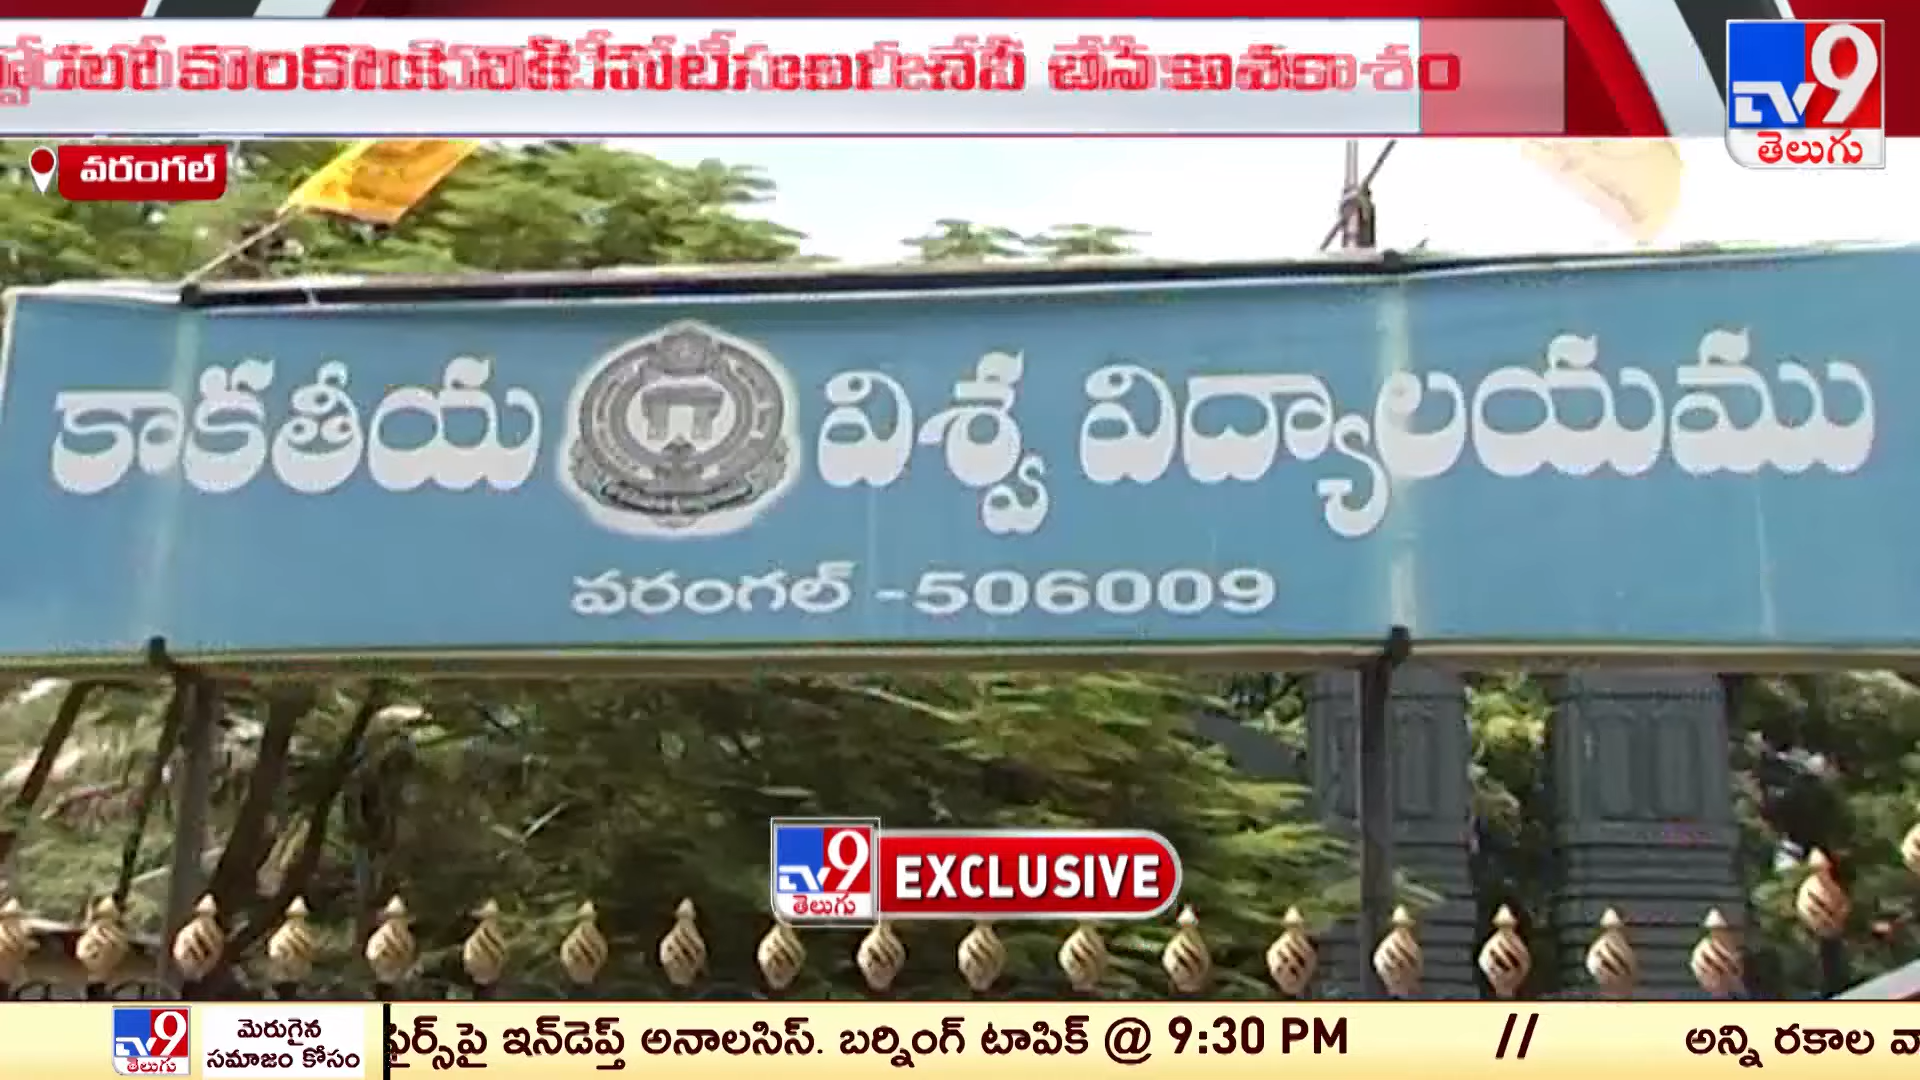 TV9
తెలుగు
వరంగల్
కాకతీయ విశ్వ విద్యాలయము
వరంగల్ -506009
TV9
తెలుగు
EXCLUSIVE
TV9
తెలుగు
మెరుగైన
సమాజం కోసం
ఇన్‌డెప్త్ అనాలసిస్. బర్నింగ్ టాపిక్ @ 9:30 PM // అన్ని రకాల